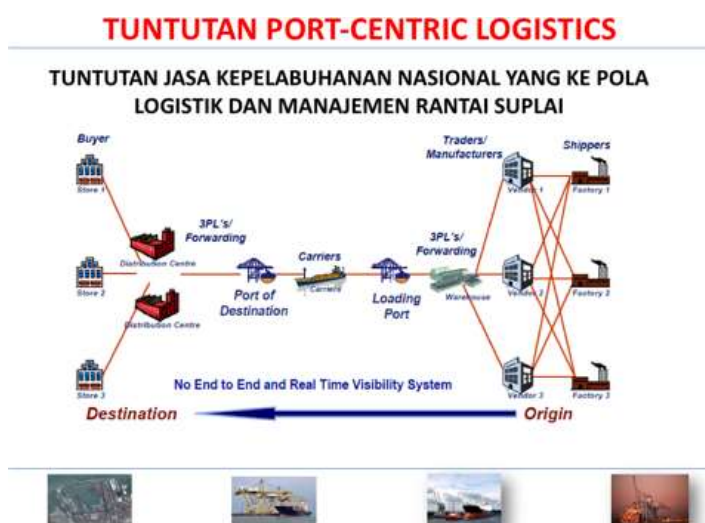 TUNTUTAN PORT-CENTRIC LOGISTICS
TUNTUTAN JASA KEPELABUHANAN NASIONAL YANG KE POLA
LOGISTIK DAN MANAJEMEN RANTAI SUPLAI
Buyer
Traders/
Manufacturers
Shippers
Store 1
Vendor 1
Factory 1
3PL's/
Forwarding
Distribution Centre
Carriers
3PL's/
Forwarding
Store 2
Port of
Destination
Carriers
Loading
Port
Warehouse
Vendor 2
Factory 2
Distribution Centre
No End to End and Real Time Visibility System
Store 3
Vendor 3
Factory 3
Destination
Origin